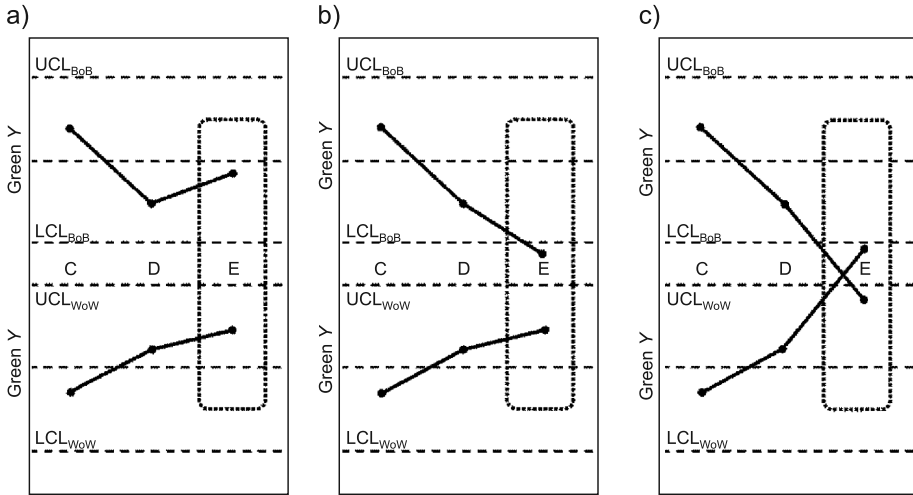 a)
UCL_BoB
Green Y
LCL_BoB
C D E
UCL_WoW
Green Y
LCL_WoW
b)
UCL_BoB
Green Y
LCL_BoB
C D E
UCL_WoW
Green Y
LCL_WoW
c)
UCL_BoB
Green Y
LCL_BoB
C D E
UCL_WoW
Green Y
LCL_WoW